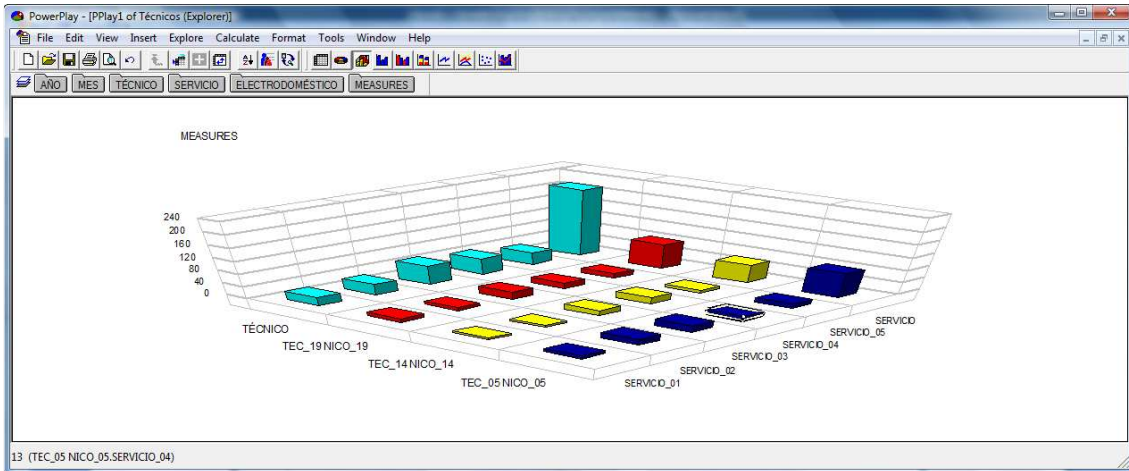 PowerPlay - [PPlay1 of Técnicos (Explorer)]
File Edit View Insert Explore Calculate Format Tools Window Help
AÑO MES TÉCNICO SERVICIO ELECTRODOMÉSTICO MEASURES
MEASURES
240
200
160
120
80
40
0
TÉCNICO
TEC_19 NICO_19
TEC_14 NICO_14
TEC_05 NICO_05
SERVICIO_01
SERVICIO_02
SERVICIO_03
SERVICIO_04
SERVICIO_05
SERVICIO
13 (TEC_05 NICO_05.SERVICIO_04)